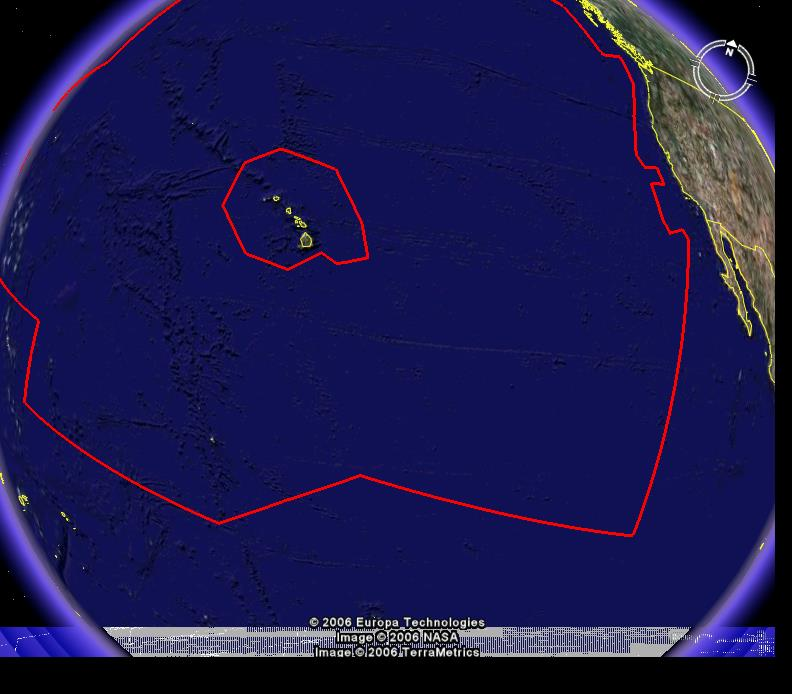 N
© 2006 Europa Technologies
Image © 2006 NASA
Image © 2006 TerraMetrics